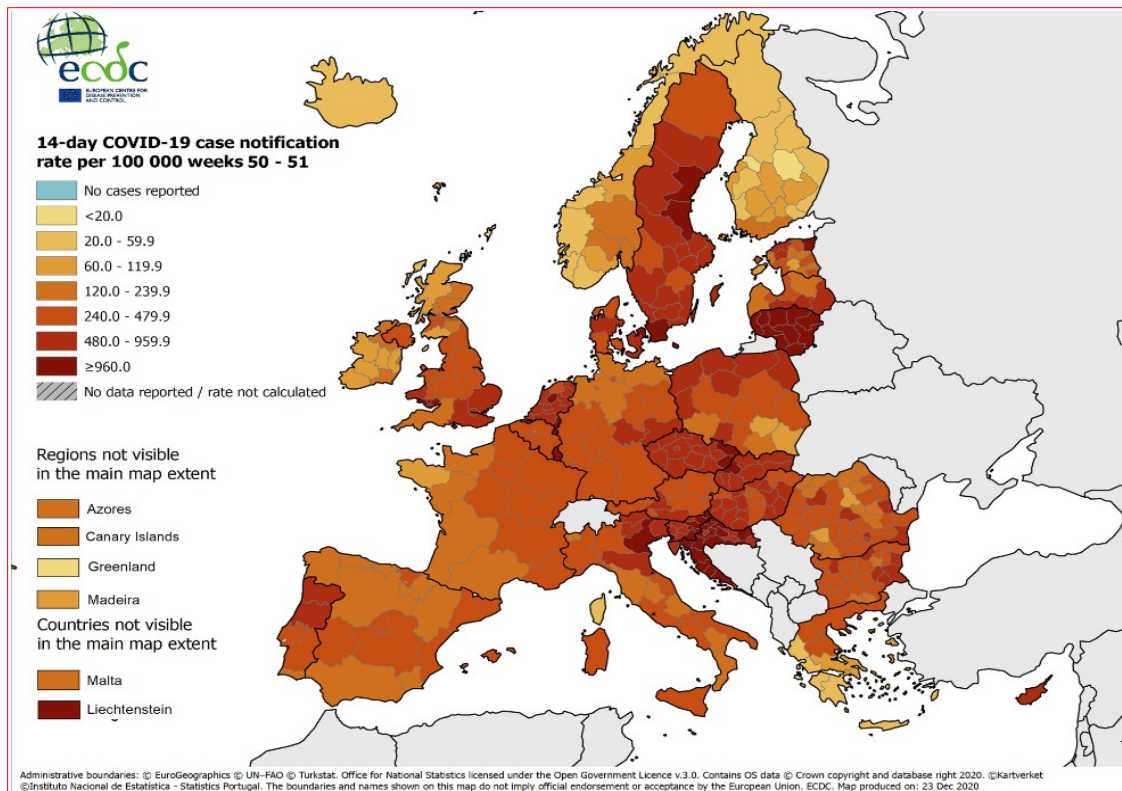 ecdc
EUROPEAN CENTRE FOR
DISEASE PREVENTION
AND CONTROL
14-day COVID-19 case notification
rate per 100 000 weeks 50 - 51
No cases reported
<20.0
20.0 - 59.9
60.0 - 119.9
120.0 - 239.9
240.0 - 479.9
480.0 - 959.9
≥960.0
No data reported / rate not calculated
Regions not visible
in the main map extent
Azores
Canary Islands
Greenland
Madeira
Countries not visible
in the main map extent
Malta
Liechtenstein
Administrative boundaries: © EuroGeographics © UN–FAO © Turkstat. Office for National Statistics licensed under the Open Government Licence v.3.0. Contains OS data © Crown copyright and database right 2020. ©Kartverket
©Instituto Nacional de Estatística - Statistics Portugal. The boundaries and names shown on this map do not imply official endorsement or acceptance by the European Union. ECDC. Map produced on: 23 Dec 2020